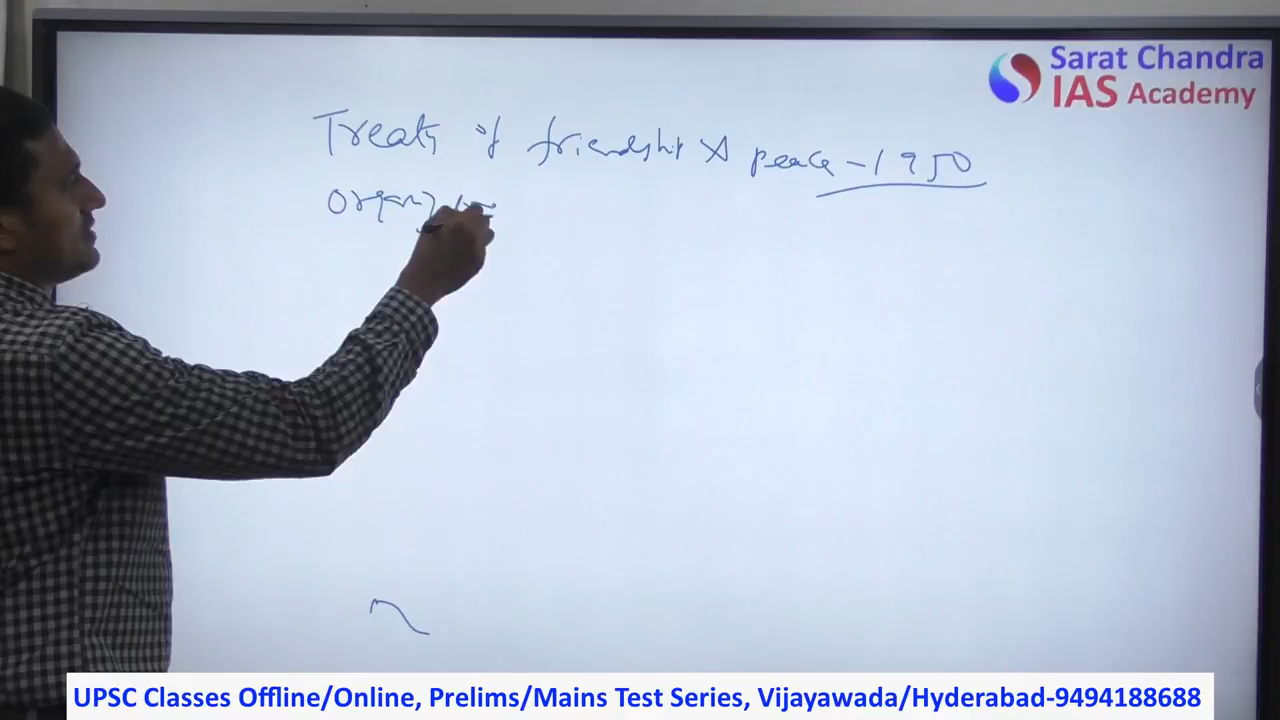 Sarat Chandra
IAS Academy
Treaty of friendship & peace - 1950
UPSC Classes Offline/Online, Prelims/Mains Test Series, Vijayawada/Hyderabad-9494188688